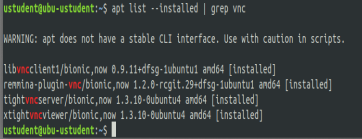 ustudent@ubu-ustudent:~$ apt list --installed | grep vnc
WARNING: apt does not have a stable CLI interface. Use with caution in scripts.
libvncclient1/bionic,now 0.9.11+dfsg-1ubuntu1 amd64 [installed]
remmina-plugin-vnc/bionic,now 1.2.0-rcgit.29+dfsg-1ubuntu1 amd64 [installed]
tightvncserver/bionic,now 1.3.10-0ubuntu4 amd64 [installed]
xtightvncviewer/bionic,now 1.3.10-0ubuntu4 amd64 [installed]
ustudent@ubu-ustudent:~$